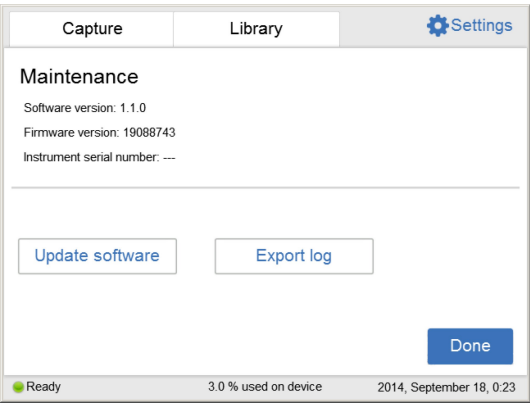 Capture
Library
Settings
Maintenance
Software version: 1.1.0
Firmware version: 19088743
Instrument serial number: ---
Update software
Export log
Done
Ready
3.0 % used on device
2014, September 18, 0:23